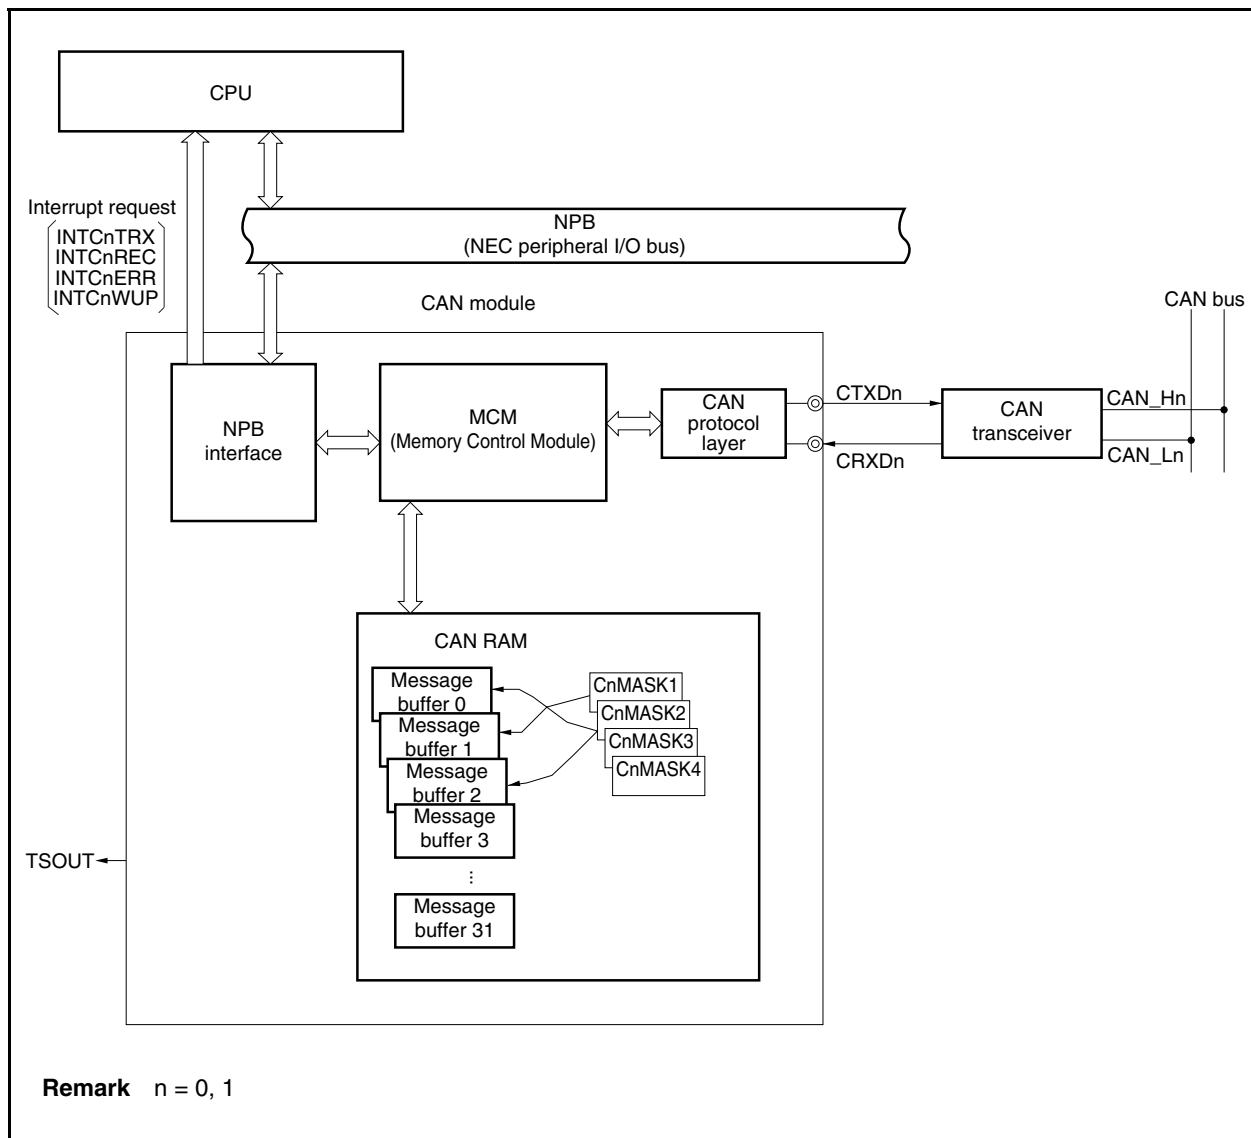 CPU
Interrupt request
INTCnTRX
INTCnREC
INTCnERR
INTCnWUP
NPB
(NEC peripheral I/O bus)
CAN module
CAN bus
NPB
interface
MCM
(Memory Control Module)
CAN
protocol
layer
CTXDn
CRXDn
CAN
transceiver
CAN_Hn
CAN_Ln
CAN RAM
Message
buffer 0
Message
buffer 1
Message
buffer 2
Message
buffer 3
...
Message
buffer 31
CnMASK1
CnMASK2
CnMASK3
CnMASK4
TSOUT
Remark n = 0, 1